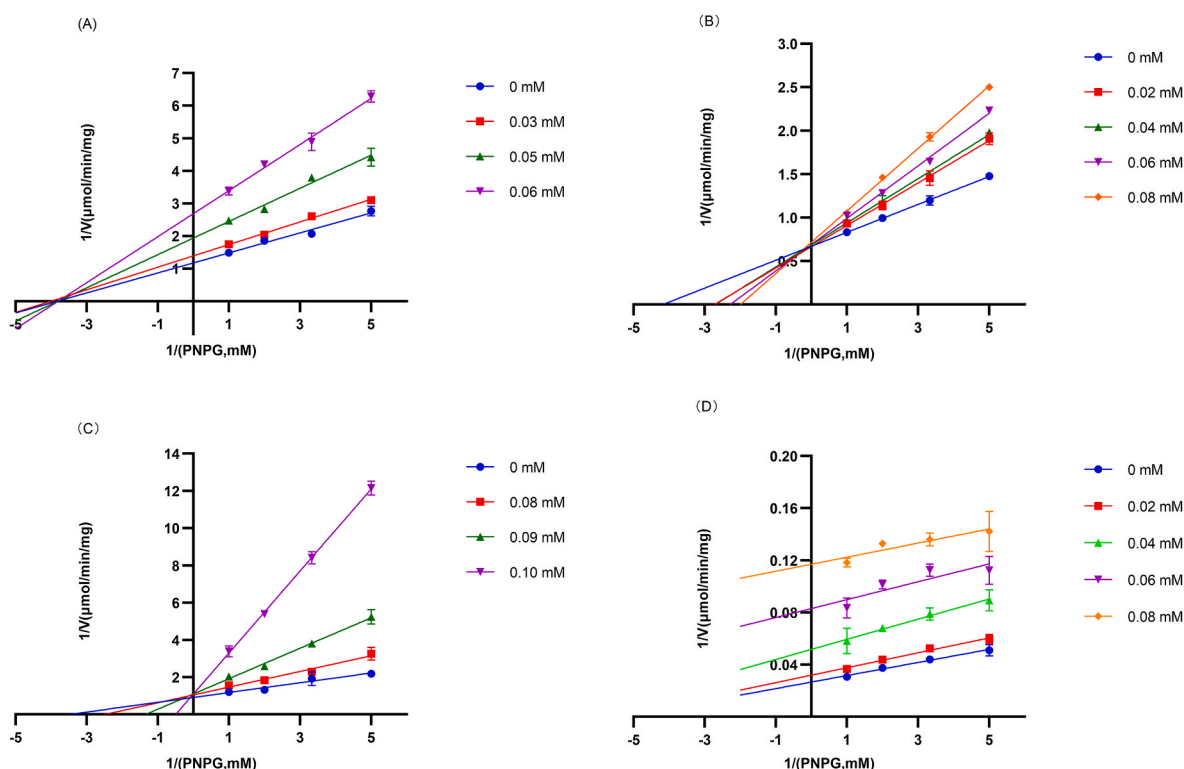 (A)
7
6
5
4
3
2
1
-5 -3 -1 1 3 5
1/V(μmol/min/mg)
1/(PNPG,mM)
0 mM
0.03 mM
0.05 mM
0.06 mM
（B）
3.0
2.5
2.0
1.5
1.0
0.5
-5 -3 -1 1 3 5
1/V(μmol/min/mg)
1/(PNPG,mM)
0 mM
0.02 mM
0.04 mM
0.06 mM
0.08 mM
（C）
14
12
10
8
6
4
2
-5 -3 -1 1 3 5
1/V(μmol/min/mg)
1/(PNPG,mM)
0 mM
0.08 mM
0.09 mM
0.10 mM
（D）
0.20
0.16
0.12
0.08
0.04
-5 -3 -1 1 3 5
1/V(μmol/min/mg)
1/(PNPG,mM)
0 mM
0.02 mM
0.04 mM
0.06 mM
0.08 mM